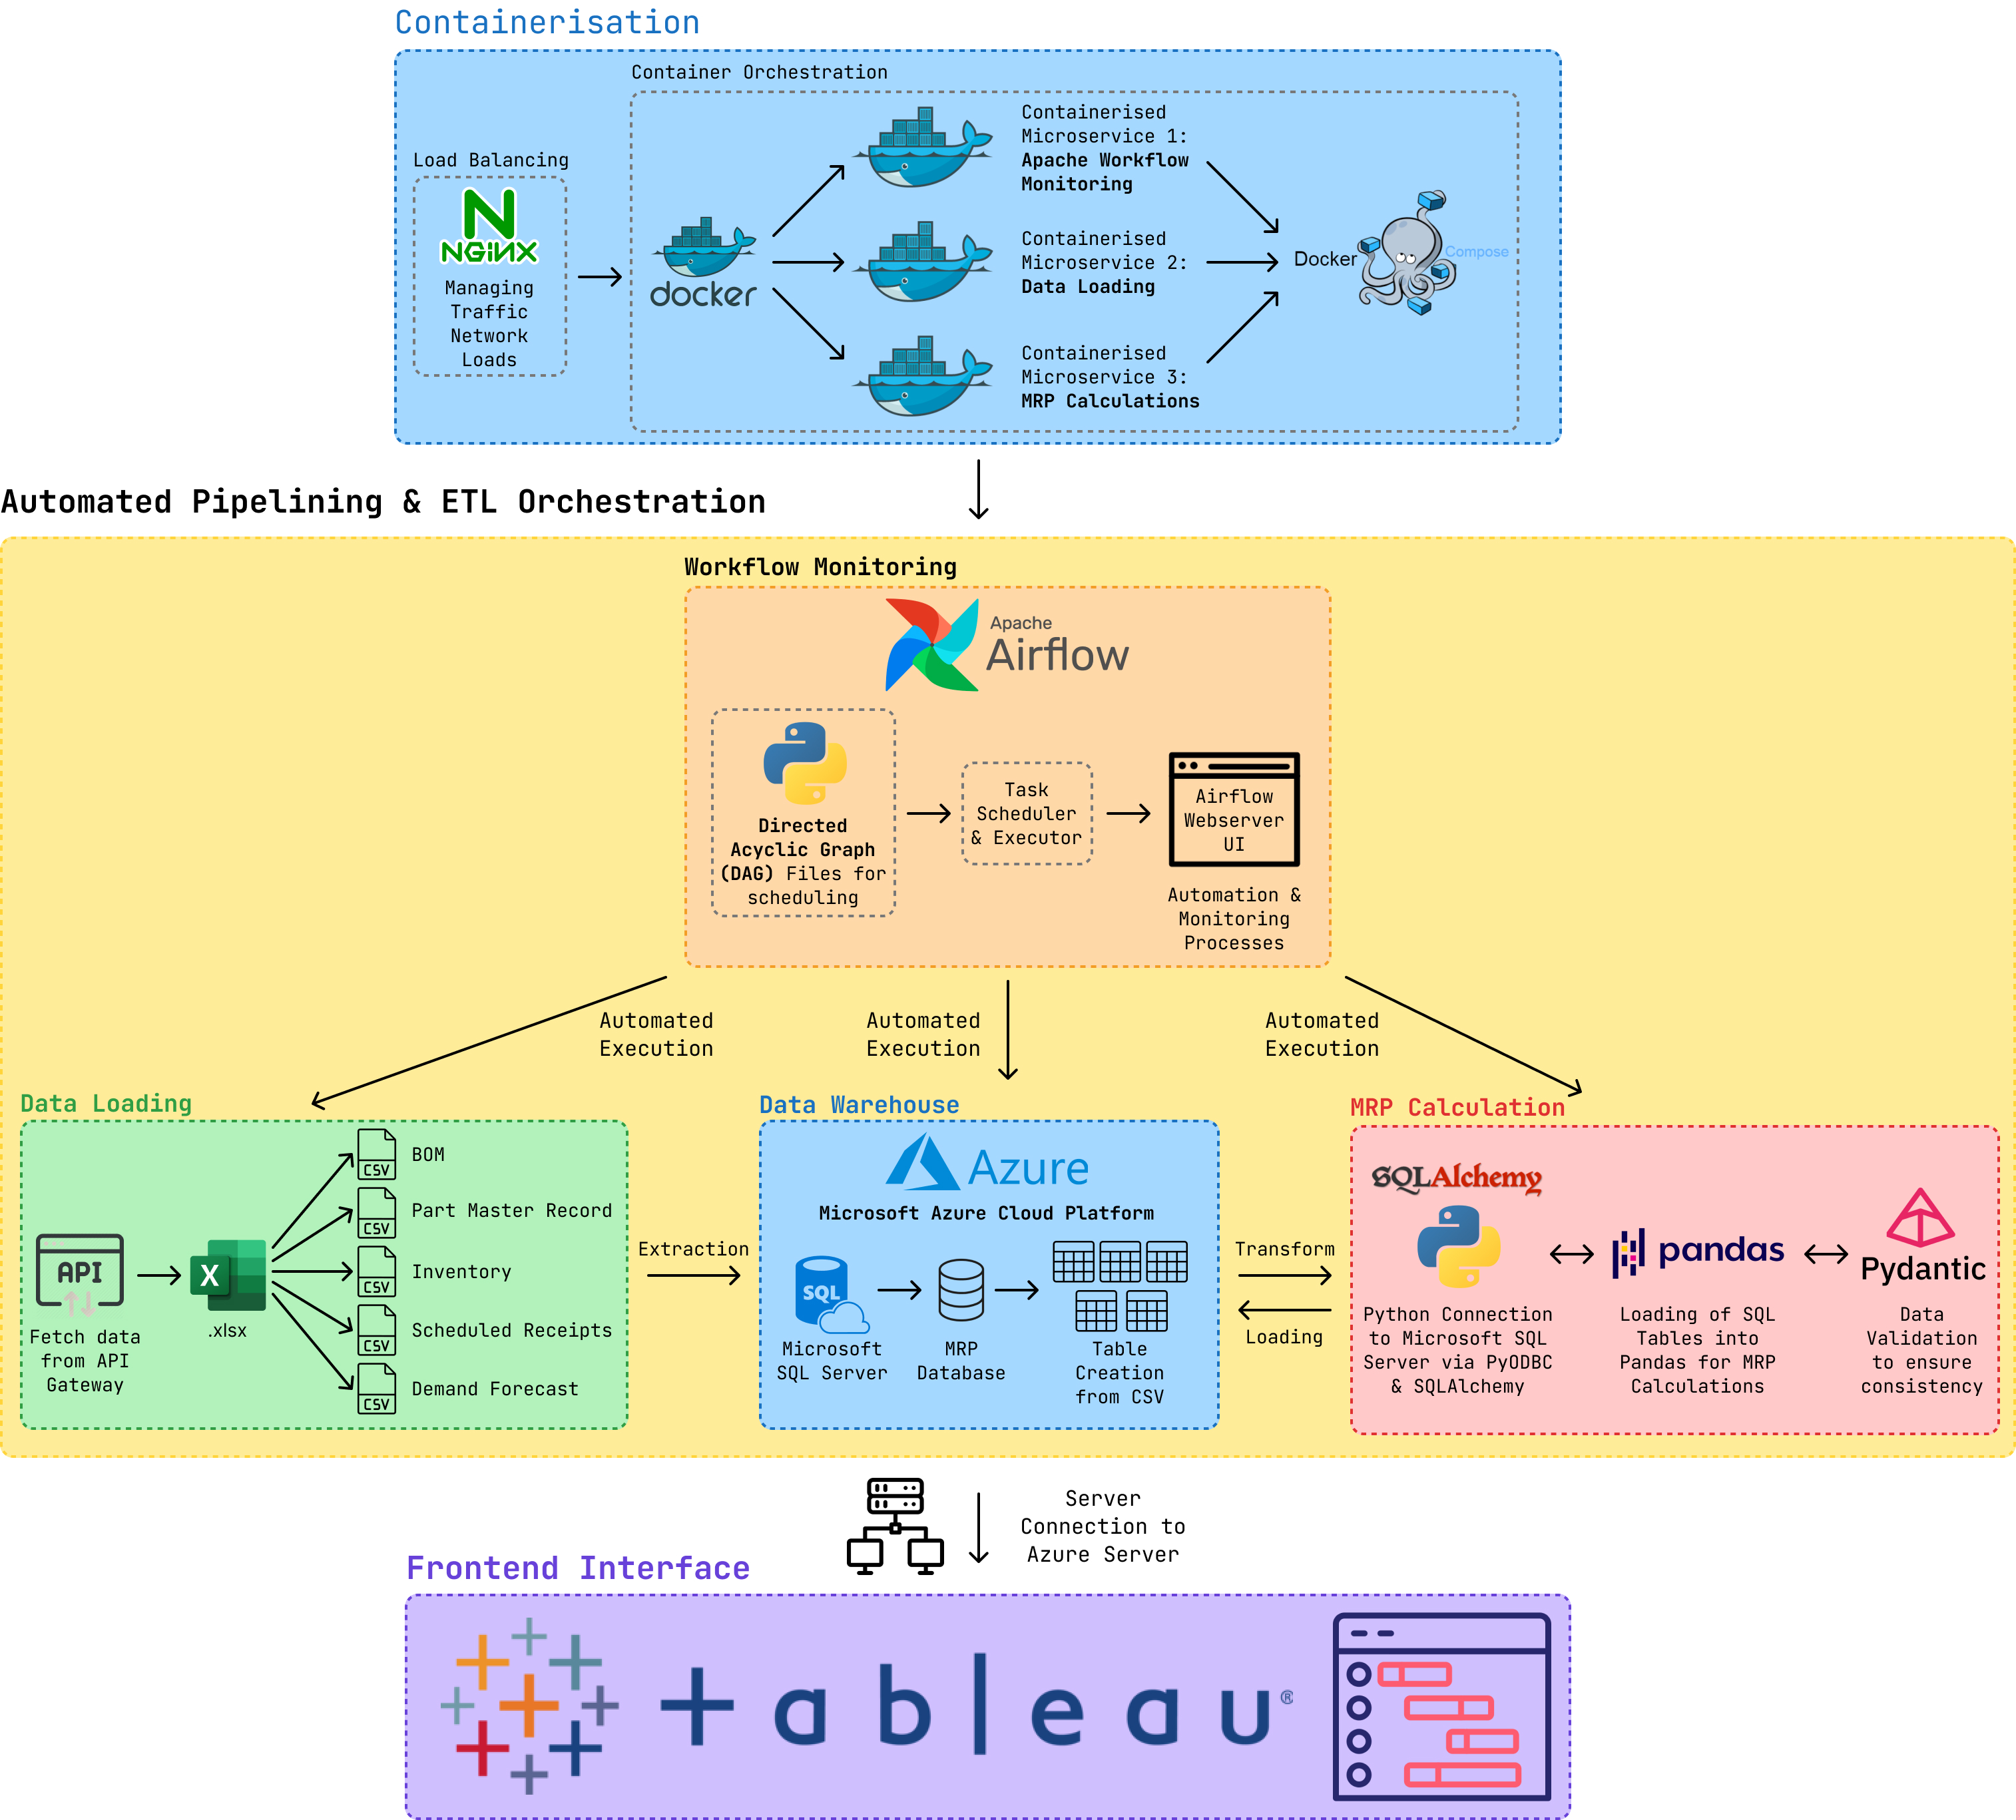 Containerisation
Container Orchestration
Load Balancing
NGINX
Managing
Traffic
Network
Loads
docker
Containerised
Microservice 1:
Apache Workflow
Monitoring
Containerised
Microservice 2:
Data Loading
Containerised
Microservice 3:
MRP Calculations
Docker
Compose
Automated Pipelining & ETL Orchestration
Workflow Monitoring
Apache
Airflow
Directed
Acyclic Graph
(DAG) Files for
scheduling
Task
Scheduler
& Executor
Airflow
Webserver
UI
Automation &
Monitoring
Processes
Automated
Execution
Automated
Execution
Automated
Execution
Data Loading
API
Fetch data
from API
Gateway
X
.xlsx
CSV
BOM
CSV
Part Master Record
CSV
Inventory
CSV
Scheduled Receipts
CSV
Demand Forecast
Extraction
Data Warehouse
Azure
Microsoft Azure Cloud Platform
SQL
Microsoft
SQL Server
MRP
Database
Table
Creation
from CSV
Transform
Loading
MRP Calculation
SQLAlchemy
Python Connection
to Microsoft SQL
Server via PyODBC
& SQLAlchemy
pandas
Loading of SQL
Tables into
Pandas for MRP
Calculations
Pydantic
Data
Validation
to ensure
consistency
Server
Connection to
Azure Server
Frontend Interface
+ableau®